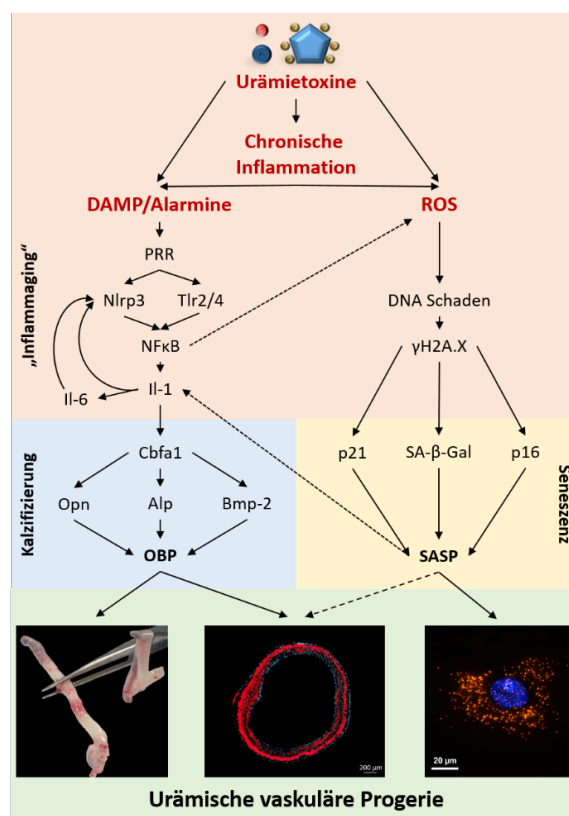 Urämietoxine
Chronische
Inflammation
DAMP/Alarmine
ROS
PRR
Nlrp3
Tlr2/4
DNA Schaden
NFκB
γH2A.X
Il-6
Il-1
„Inflammaging“
Cbfa1
p21
SA-β-Gal
p16
Opn
Alp
Bmp-2
OBP
SASP
Kalzifizierung
Seneszenz
200 µm
20 µm
Urämische vaskuläre Progerie